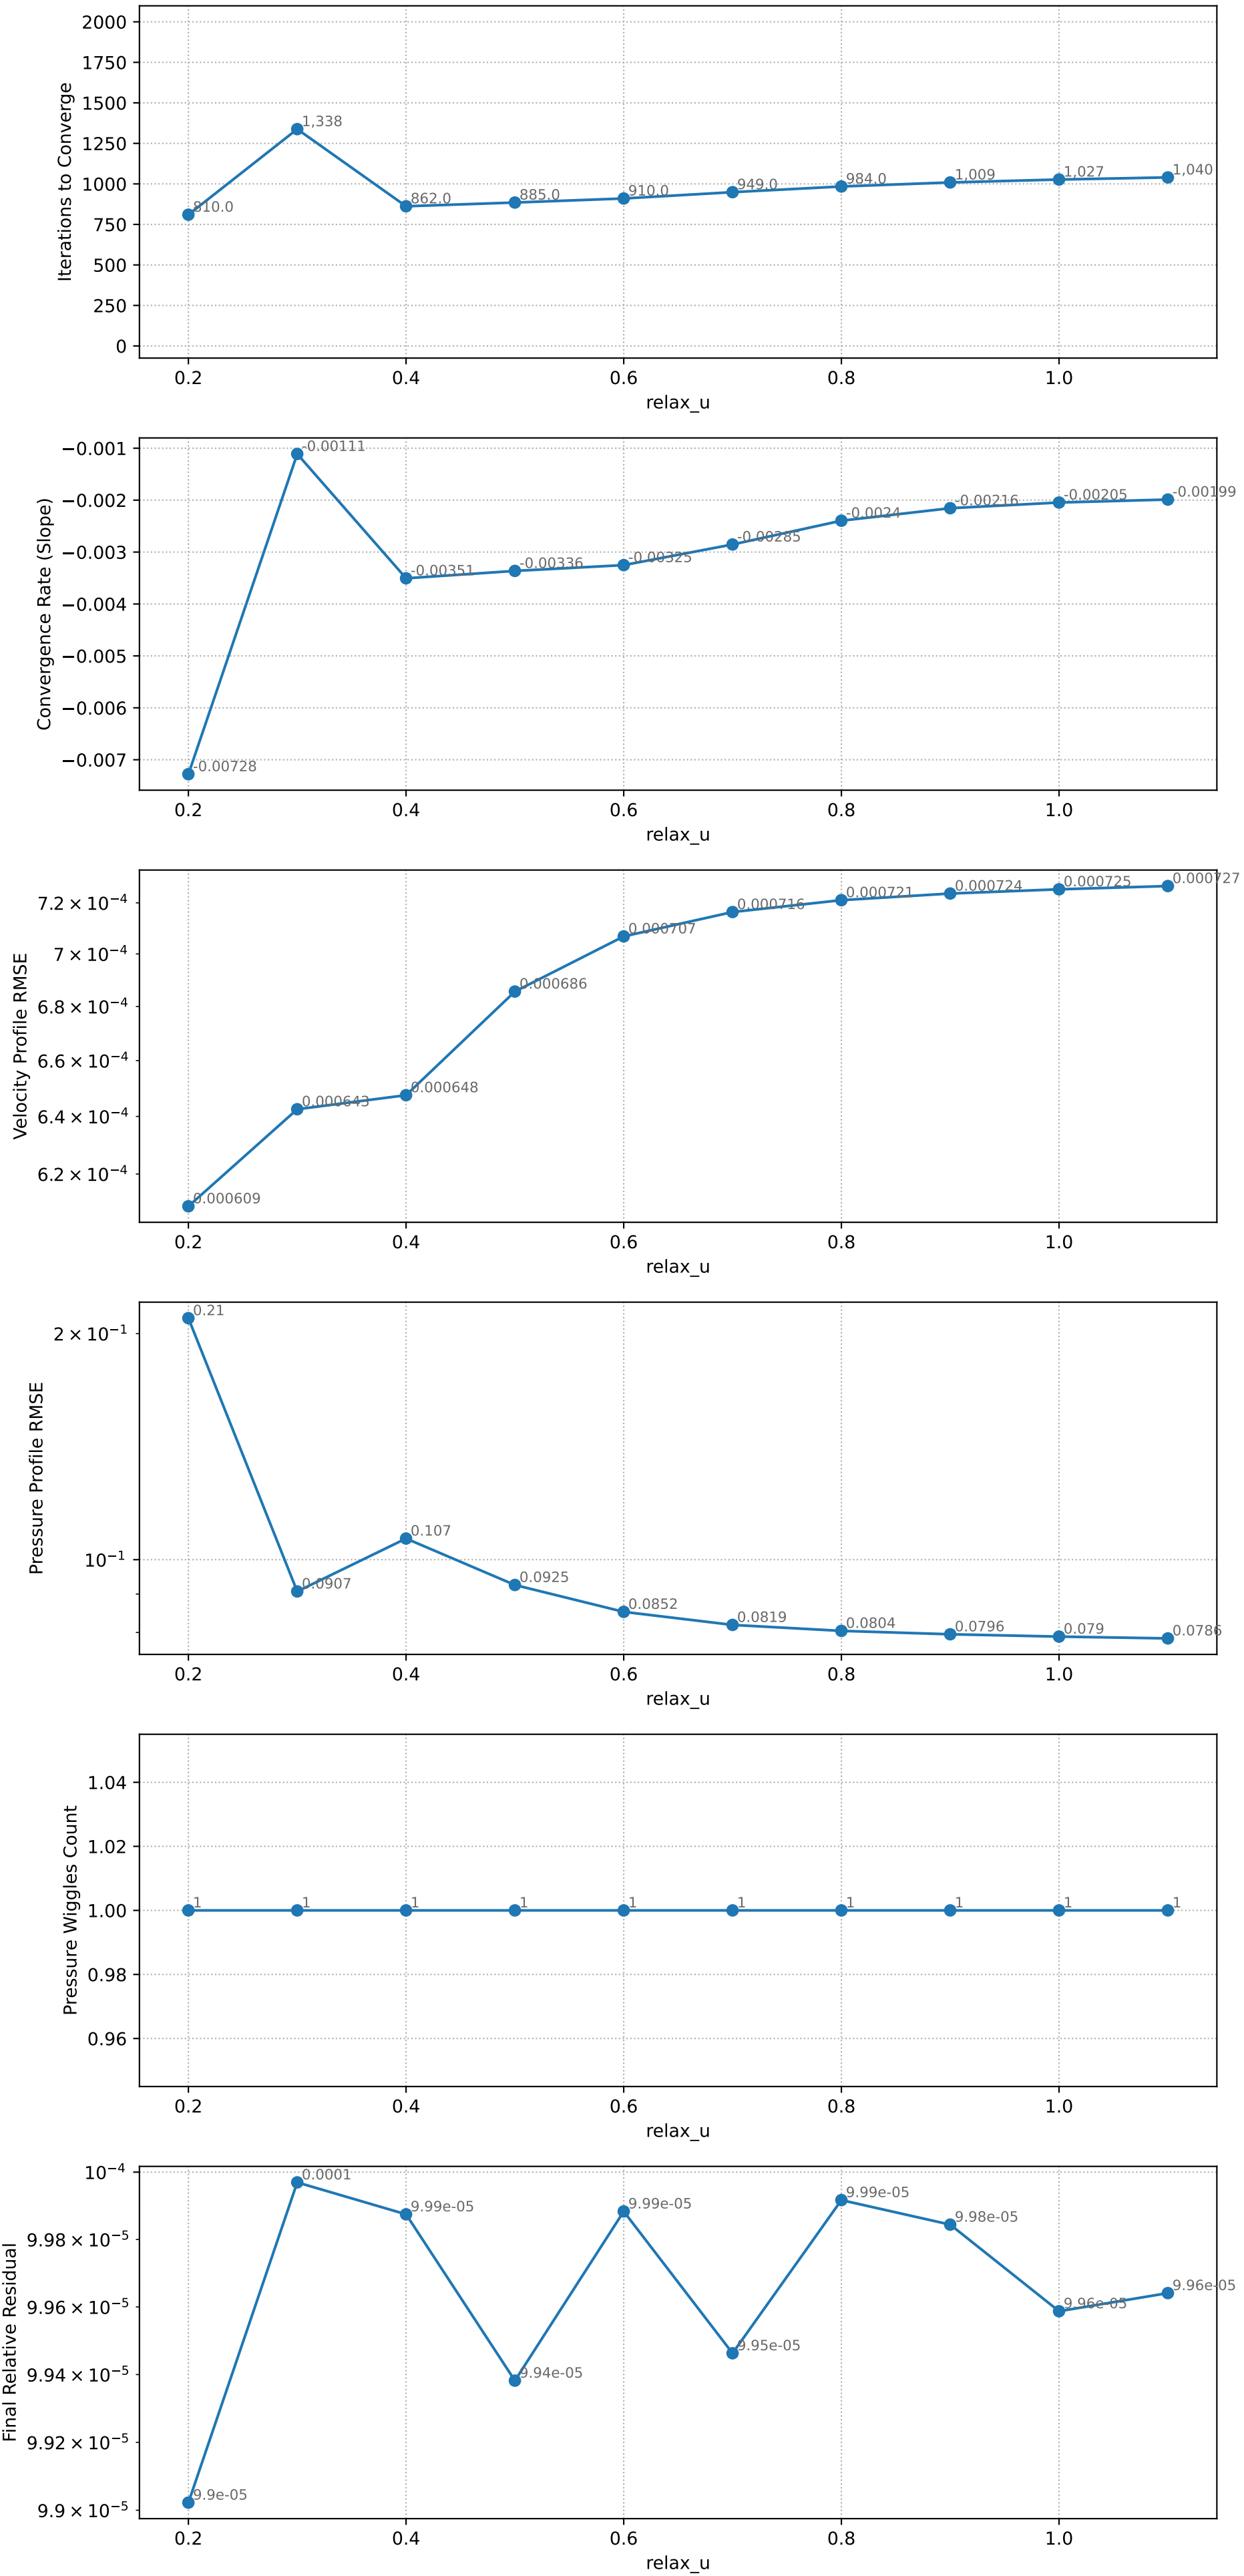 Iterations to Converge
2000
1750
1500
1250
1000
750
500
250
0
810.0
1,338
862.0
885.0
910.0
949.0
984.0
1,009
1,027
1,040
0.2 0.4 0.6 0.8 1.0
relax_u
Convergence Rate (Slope)
−0.001
−0.002
−0.003
−0.004
−0.005
−0.006
−0.007
-0.00728
-0.00111
-0.00351
-0.00336
-0.00325
-0.00285
-0.0024
-0.00216
-0.00205
-0.00199
0.2 0.4 0.6 0.8 1.0
relax_u
Velocity Profile RMSE
7.2 × 10⁻⁴
7 × 10⁻⁴
6.8 × 10⁻⁴
6.6 × 10⁻⁴
6.4 × 10⁻⁴
6.2 × 10⁻⁴
0.000609
0.000643
0.000648
0.000686
0.000707
0.000716
0.000721
0.000724
0.000725
0.000727
0.2 0.4 0.6 0.8 1.0
relax_u
Pressure Profile RMSE
2 × 10⁻¹
10⁻¹
0.21
0.0907
0.107
0.0925
0.0852
0.0819
0.0804
0.0796
0.079
0.0786
0.2 0.4 0.6 0.8 1.0
relax_u
Pressure Wiggles Count
1.04
1.02
1.00
0.98
0.96
1
1
1
1
1
1
1
1
1
1
0.2 0.4 0.6 0.8 1.0
relax_u
Final Relative Residual
10⁻⁴
9.98 × 10⁻⁵
9.96 × 10⁻⁵
9.94 × 10⁻⁵
9.92 × 10⁻⁵
9.9 × 10⁻⁵
9.9e-05
0.0001
9.99e-05
9.94e-05
9.99e-05
9.95e-05
9.99e-05
9.98e-05
9.96e-05
9.96e-05
0.2 0.4 0.6 0.8 1.0
relax_u